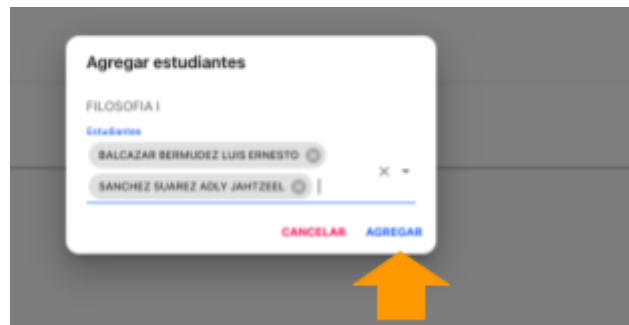 Agregar estudiantes
FILOSOFIA I
Estudiantes
BALCAZAR BERMUDEZ LUIS ERNESTO
SANCHEZ SUAREZ ADLY JAHTZEEL
CANCELAR AGREGAR